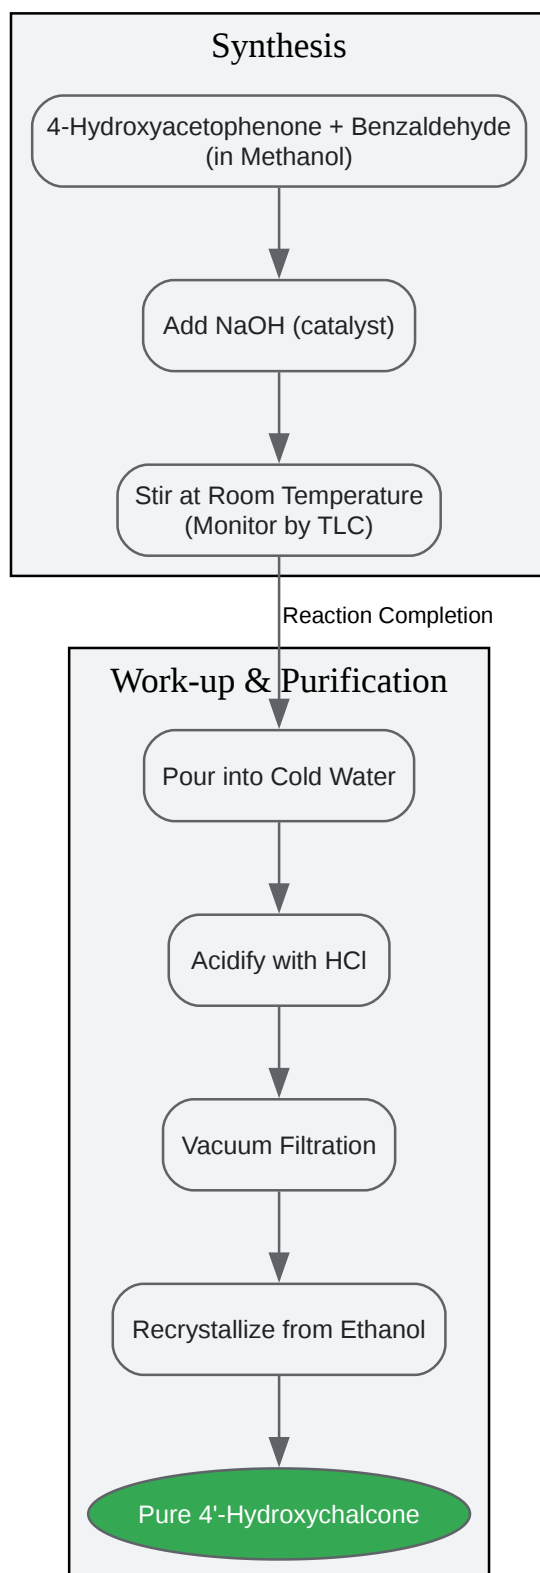 Synthesis
4-Hydroxyacetophenone + Benzaldehyde
(in Methanol)
Add NaOH (catalyst)
Stir at Room Temperature
(Monitor by TLC)
Reaction Completion
Work-up & Purification
Pour into Cold Water
Acidify with HCl
Vacuum Filtration
Recrystallize from Ethanol
Pure 4'-Hydroxychalcone